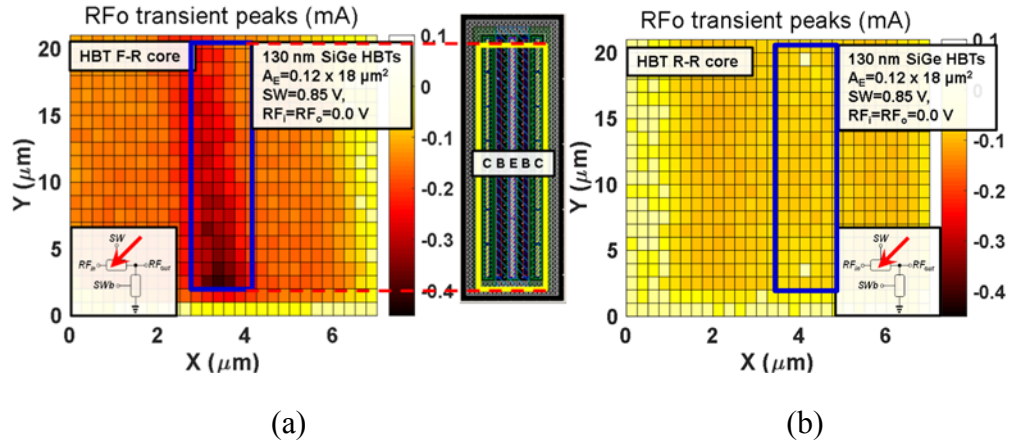 RFo transient peaks (mA)
HBT F-R core
130 nm SiGe HBTs
A_E=0.12 x 18 μm²
SW=0.85 V,
RF_i=RF_o=0.0 V
Y (μm)
20
15
10
5
0
0
2
4
6
X (μm)
SW
RF_in
RF_out
SWb
0.1
0
-0.1
-0.2
-0.3
-0.4
C B E B C
RFo transient peaks (mA)
HBT R-R core
130 nm SiGe HBTs
A_E=0.12 x 18 μm²
SW=0.85 V,
RF_i=RF_o=0.0 V
Y (μm)
20
15
10
5
0
0
2
4
6
X (μm)
SW
RF_in
RF_out
SWb
0.1
0
-0.1
-0.2
-0.3
-0.4
(a)
(b)